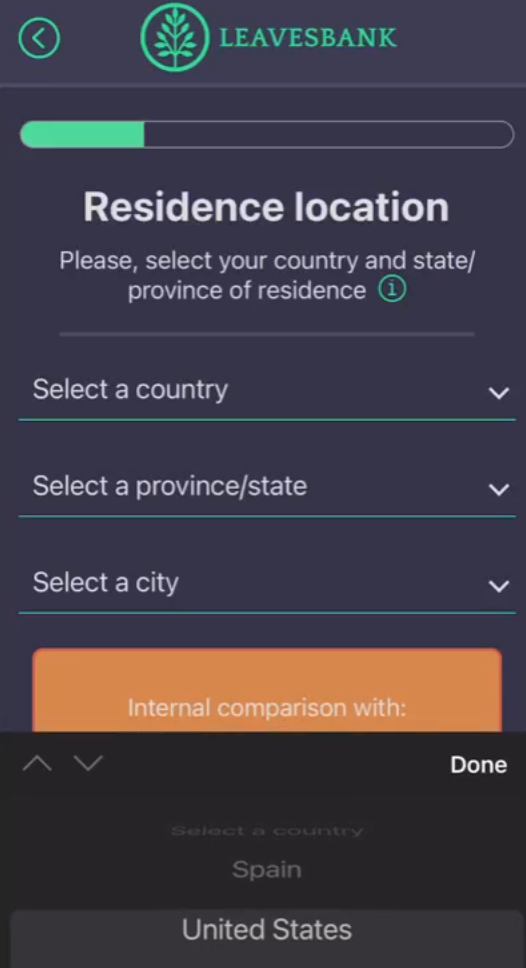 LEAVESBANK
Residence location
Please, select your country and state/
province of residence
Select a country
Select a province/state
Select a city
Internal comparison with:
Done
Select a country
Spain
United States